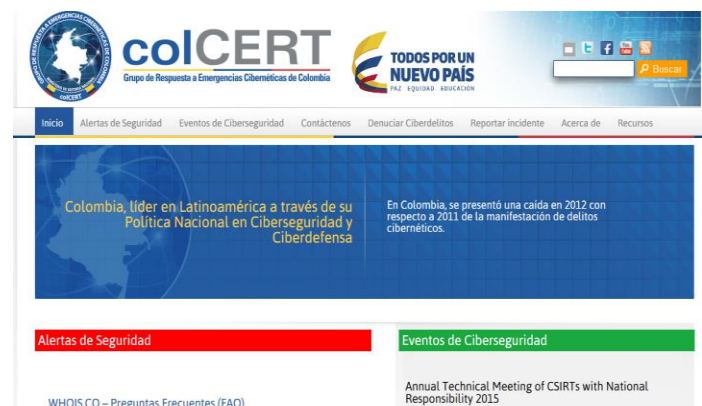 colCERT
Grupo de Respuesta a Emergencias Cibernéticas de Colombia
TODOS POR UN
NUEVO PAÍS
PAZ EQUIDAD EDUCACIÓN
Buscar
Inicio Alertas de Seguridad Eventos de Ciberseguridad Contáctenos Denuciar Ciberdelitos Reportar incidente Acerca de Recursos
Colombia, líder en Latinoamérica a través de su
Política Nacional en Ciberseguridad y
Ciberdefensa
En Colombia, se presentó una caída en 2012 con
respecto a 2011 de la manifestación de delitos
cibernéticos.
Alertas de Seguridad
Eventos de Ciberseguridad
Annual Technical Meeting of CSIRTs with National
Responsibility 2015
WHOIS.CO – Preguntas Frecuentes (FAQ)